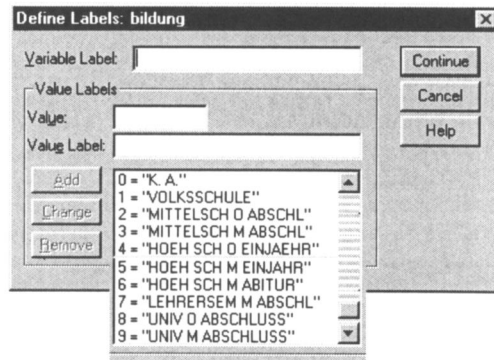 Define Labels: bildung
Variable Label:
Continue
Value Labels
Cancel
Value:
Help
Value Label:
Add
Change
Remove
0 = "K. A."
1 = "VOLKSSCHULE"
2 = "MITTELSCH O ABSCHL"
3 = "MITTELSCH M ABSCHL"
4 = "HOEH SCH O EINJAEHR"
5 = "HOEH SCH M EINJAHR"
6 = "HOEH SCH M ABITUR"
7 = "LEHRERSEM M ABSCHL"
8 = "UNIV O ABSCHLUSS"
9 = "UNIV M ABSCHLUSS"